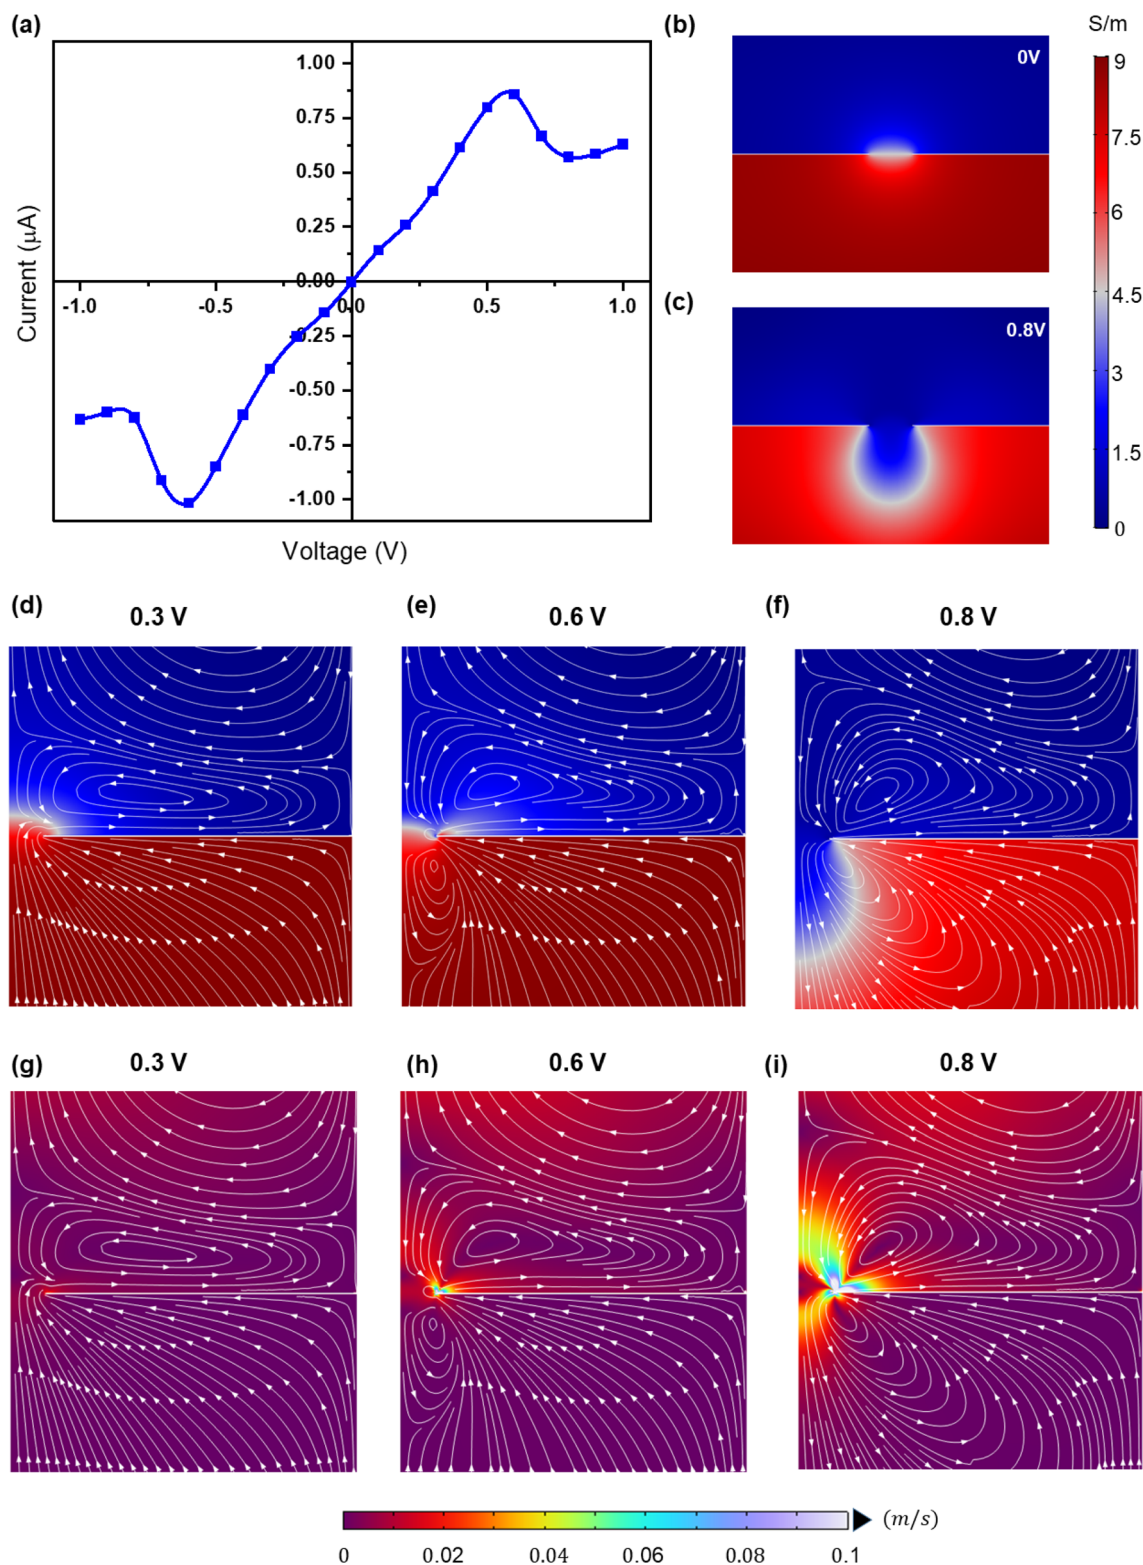 (a)
1.00
0.75
0.50
0.25
0.00
-1.0
-0.5
0.0
0.5
1.0
-0.25
-0.50
-0.75
-1.00
Current (μA)
Voltage (V)
(b)
0V
(c)
0.8V
S/m
9
7.5
6
4.5
3
1.5
0
(d)
0.3 V
(e)
0.6 V
(f)
0.8 V
(g)
0.3 V
(h)
0.6 V
(i)
0.8 V
(m/s)
0
0.02
0.04
0.06
0.08
0.1